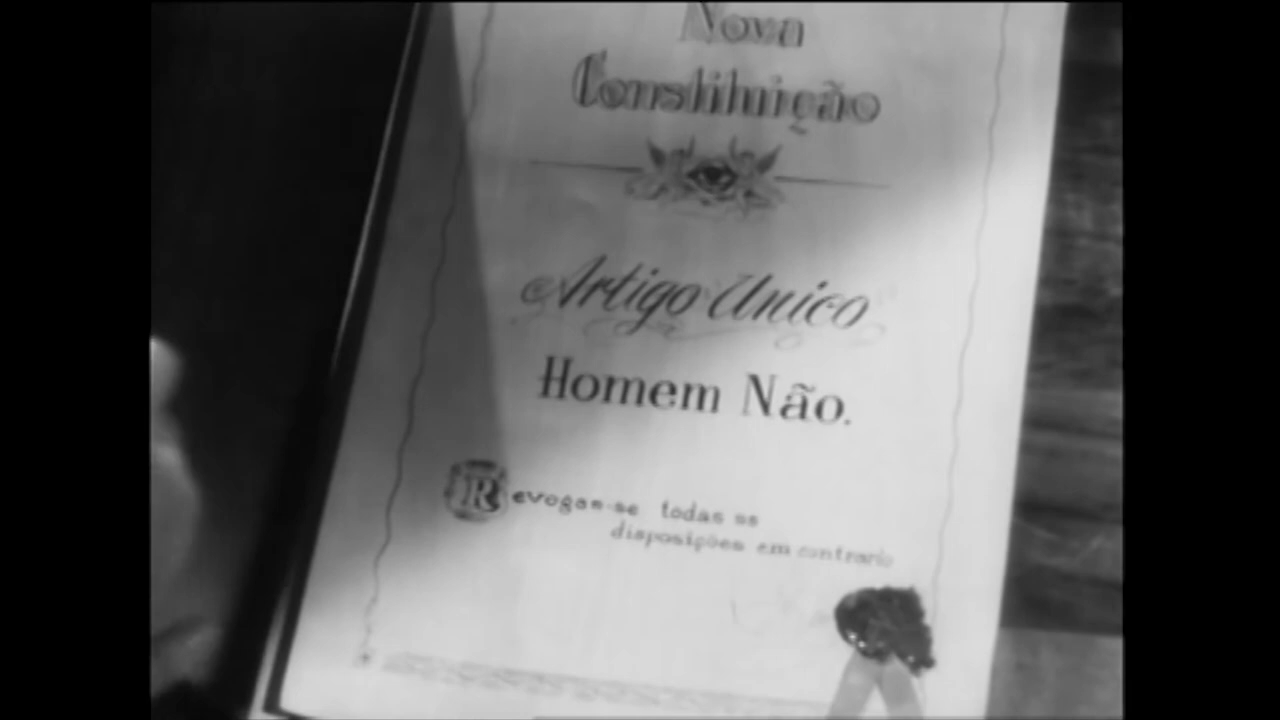 Nova
Constituição
Artigo Unico
Homem Não.
Revogam-se todas as
disposições em contrario